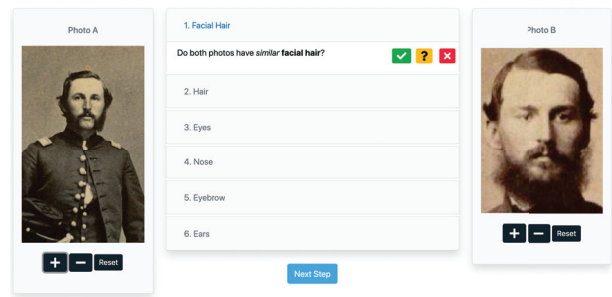 Photo A
Reset
1. Facial Hair
Do both photos have similar facial hair?
2. Hair
3. Eyes
4. Nose
5. Eyebrow
6. Ears
Next Step
Photo B
Reset